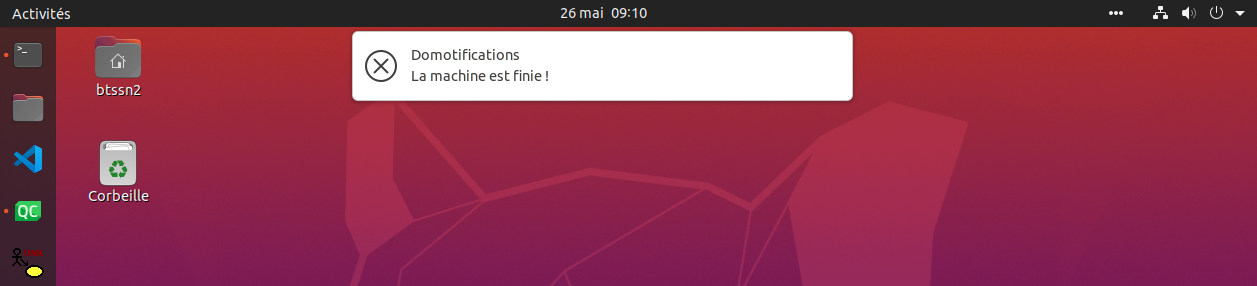 Activités
26 mai 09:10
Domotifications
La machine est finie !
btssn2
Corbeille
>_
QC